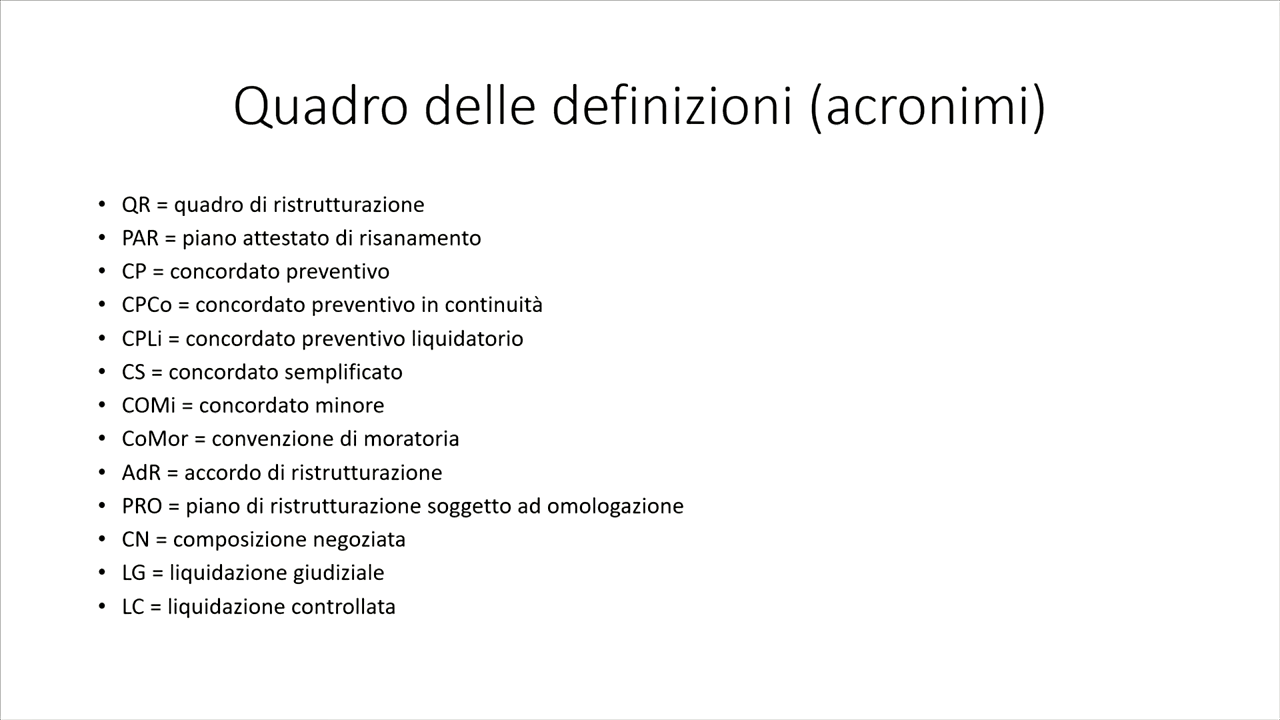 Quadro delle definizioni (acronimi)
• QR = quadro di ristrutturazione
• PAR = piano attestato di risanamento
• CP = concordato preventivo
• CPCo = concordato preventivo in continuità
• CPLi = concordato preventivo liquidatorio
• CS = concordato semplificato
• COMi = concordato minore
• CoMor = convenzione di moratoria
• AdR = accordo di ristrutturazione
• PRO = piano di ristrutturazione soggetto ad omologazione
• CN = composizione negoziata
• LG = liquidazione giudiziale
• LC = liquidazione controllata